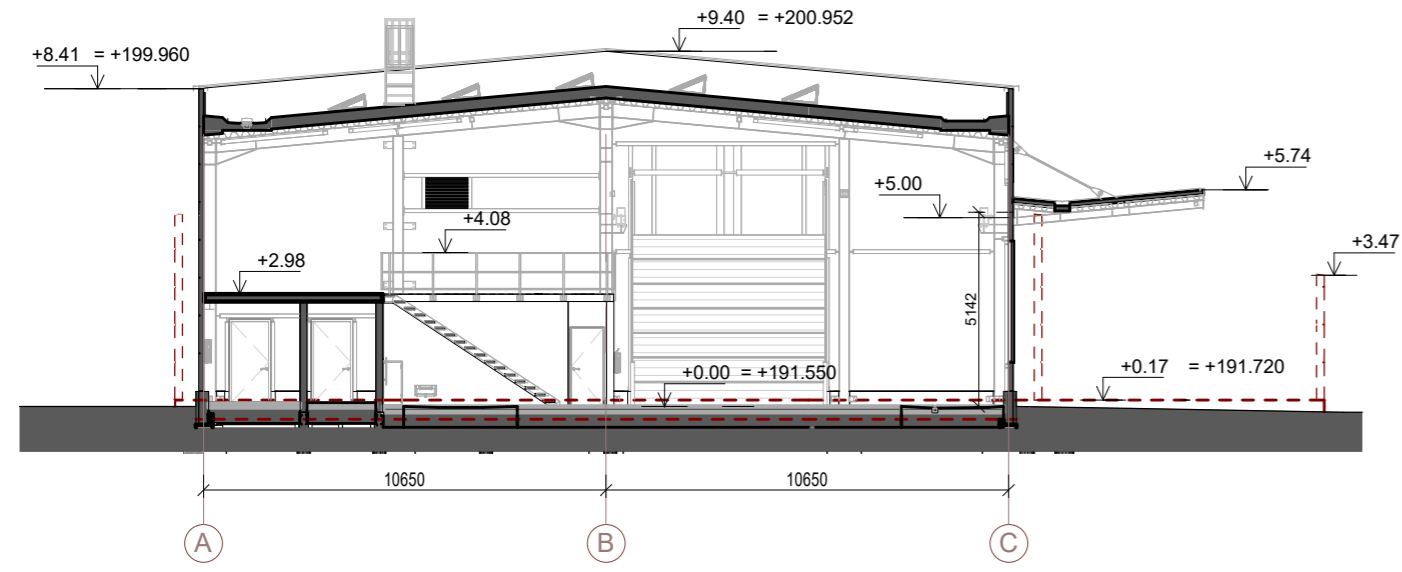 +9.40 = +200.952
+8.41 = +199.960
+5.74
+5.00
+4.08
+3.47
+2.98
5142
+0.00 = +191.550
+0.17 = +191.720
10650
10650
A
B
C